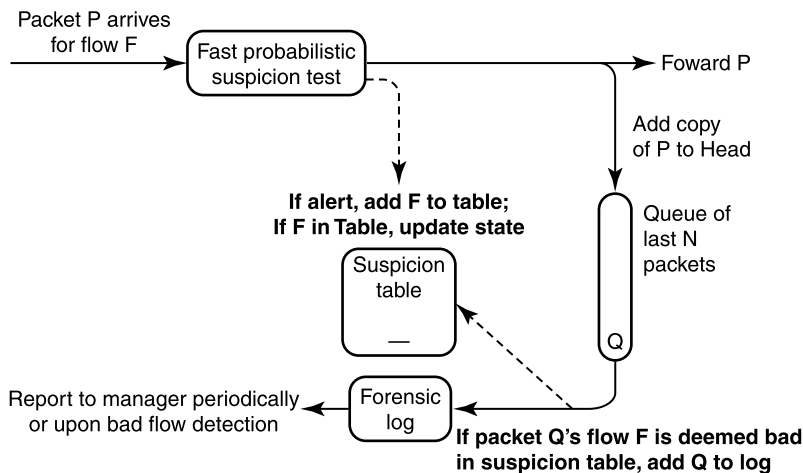 Packet P arrives
for flow F
Fast probabilistic
suspicion test
Foward P
Add copy
of P to Head
If alert, add F to table;
If F in Table, update state
Queue of
last N
packets
Suspicion
table
—
Q
Report to manager periodically
or upon bad flow detection
Forensic
log
If packet Q's flow F is deemed bad
in suspicion table, add Q to log